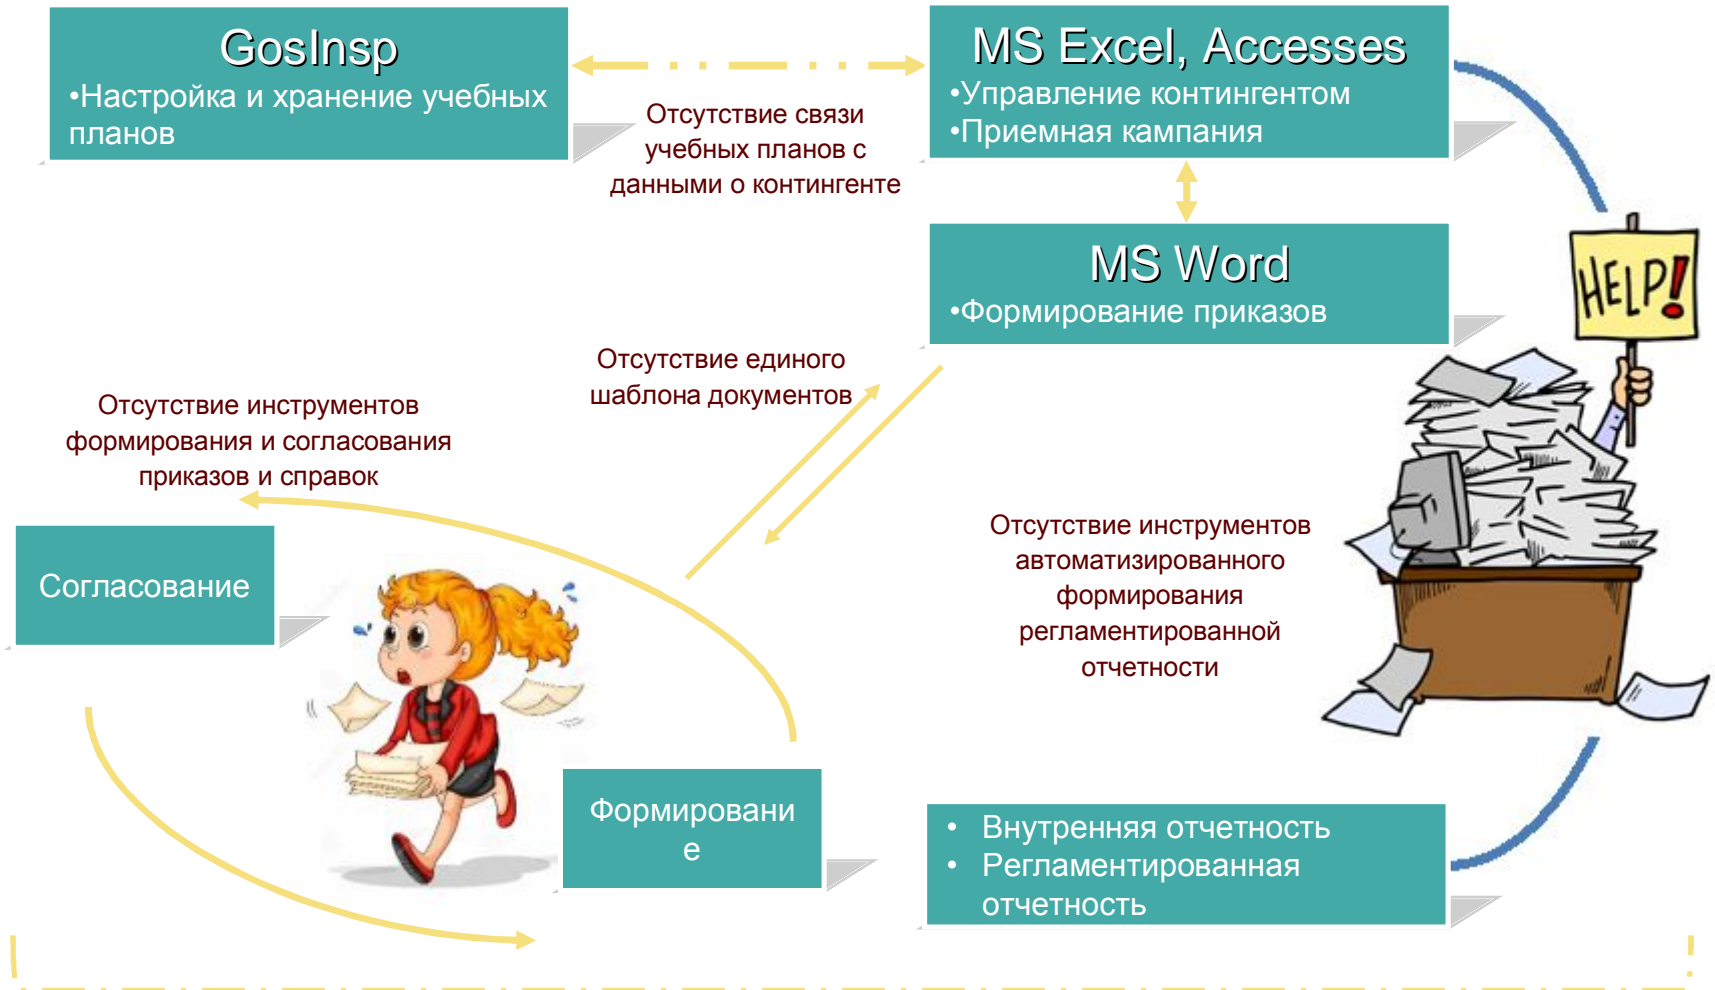 GosInsp
•Настройка и хранение учебных
планов
MS Excel, Accesses
•Управление контингентом
•Приемная кампания
Отсутствие связи
учебных планов с
данными о контингенте
MS Word
•Формирование приказов
HELP!
Отсутствие единого
шаблона документов
Отсутствие инструментов
формирования и согласования
приказов и справок
Согласование
Отсутствие инструментов
автоматизированного
формирования
регламентированной
отчетности
Формировани
е
• Внутренняя отчетность
• Регламентированная
отчетность